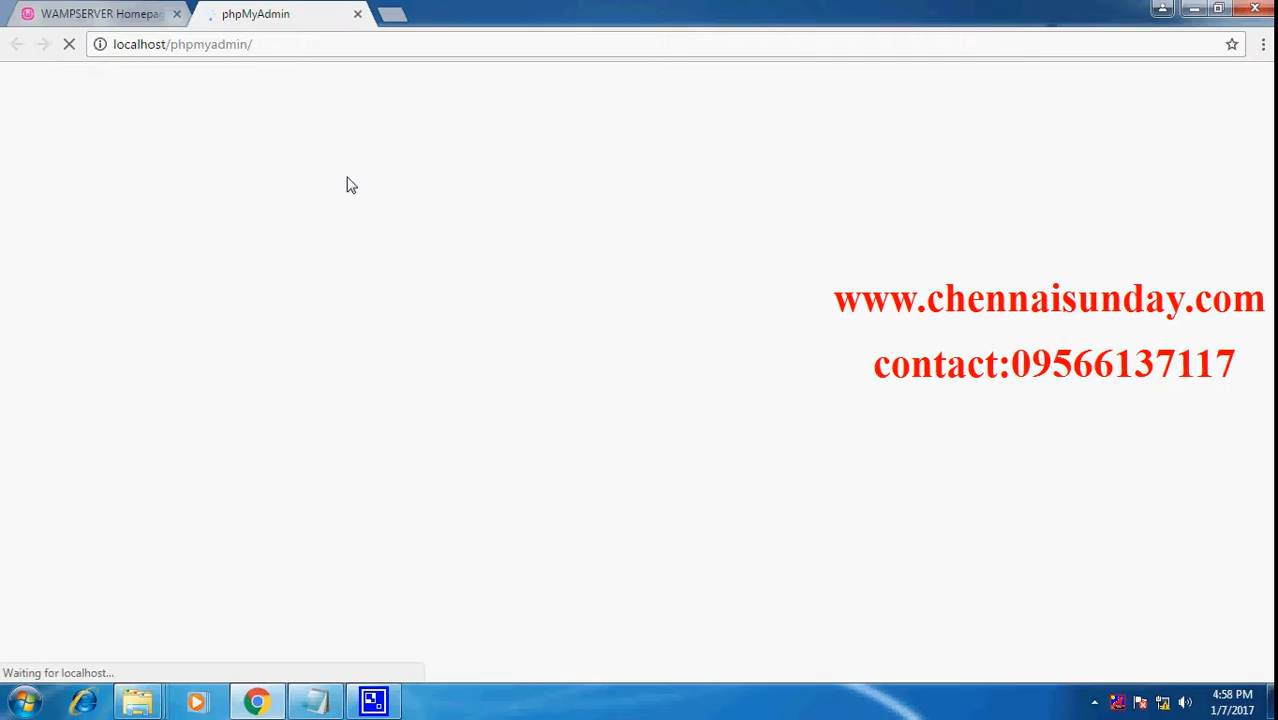 WAMPSERVER Homepag
phpMyAdmin
localhost/phpmyadmin/
www.chennaisunday.com
contact:09566137117
Waiting for localhost...
4:58 PM
1/7/2017